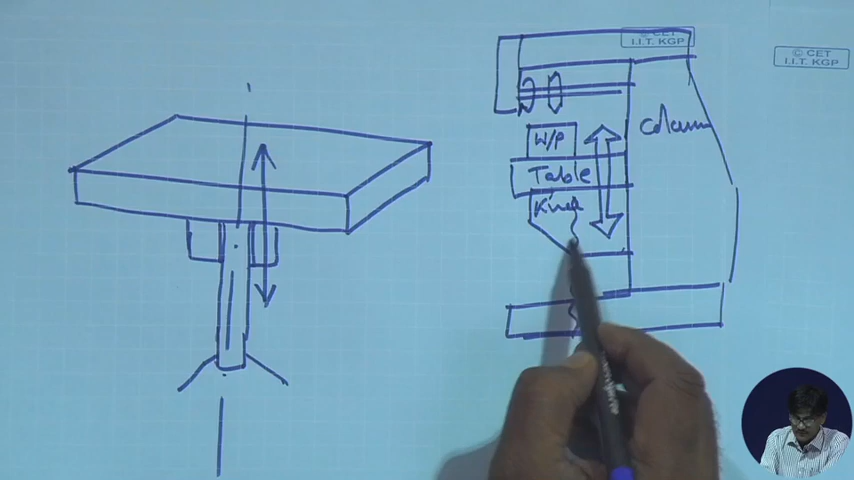 © CET
I.I.T. KGP
© CET
I.I.T. KGP
Column
W/P
Table
Knee